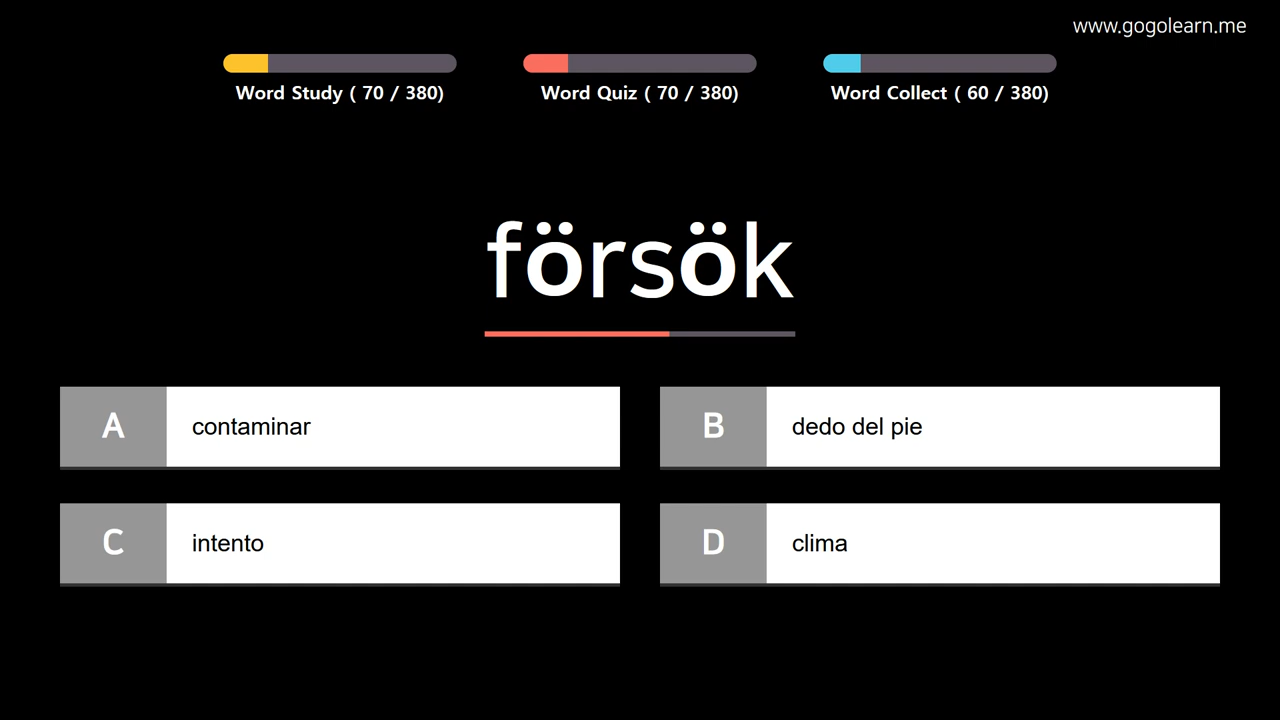 www.gogolearn.me
Word Study ( 70 / 380)
Word Quiz ( 70 / 380)
Word Collect ( 60 / 380)
försök
A contaminar
B dedo del pie
C intento
D clima